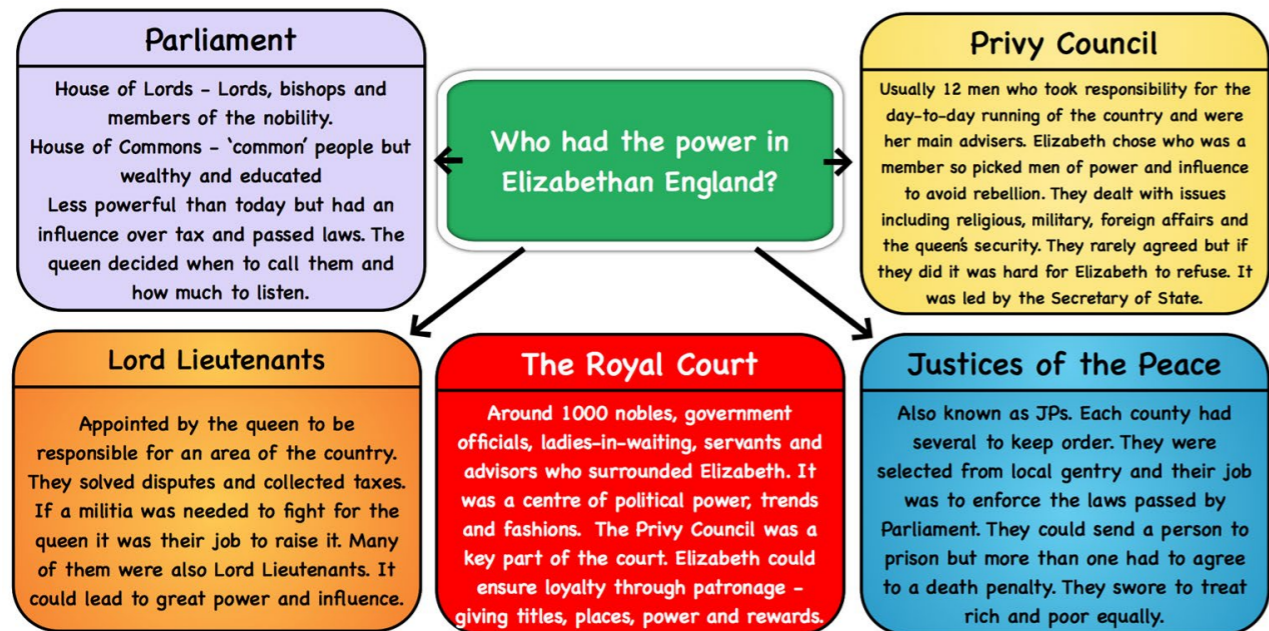 Parliament
House of Lords - Lords, bishops and
members of the nobility.
House of Commons - 'common' people but
wealthy and educated
Less powerful than today but had an
influence over tax and passed laws. The
queen decided when to call them and
how much to listen.
Who had the power in
Elizabethan England?
Privy Council
Usually 12 men who took responsibility for the
day-to-day running of the country and were
her main advisers. Elizabeth chose who was a
member so picked men of power and influence
to avoid rebellion. They dealt with issues
including religious, military, foreign affairs and
the queen's security. They rarely agreed but if
they did it was hard for Elizabeth to refuse. It
was led by the Secretary of State.
Lord Lieutenants
Appointed by the queen to be
responsible for an area of the country.
They solved disputes and collected taxes.
If a militia was needed to fight for the
queen it was their job to raise it. Many
of them were also Lord Lieutenants. It
could lead to great power and influence.
The Royal Court
Around 1000 nobles, government
officials, ladies-in-waiting, servants and
advisors who surrounded Elizabeth. It
was a centre of political power, trends
and fashions. The Privy Council was a
key part of the court. Elizabeth could
ensure loyalty through patronage -
giving titles, places, power and rewards.
Justices of the Peace
Also known as JPs. Each county had
several to keep order. They were
selected from local gentry and their job
was to enforce the laws passed by
Parliament. They could send a person to
prison but more than one had to agree
to a death penalty. They swore to treat
rich and poor equally.